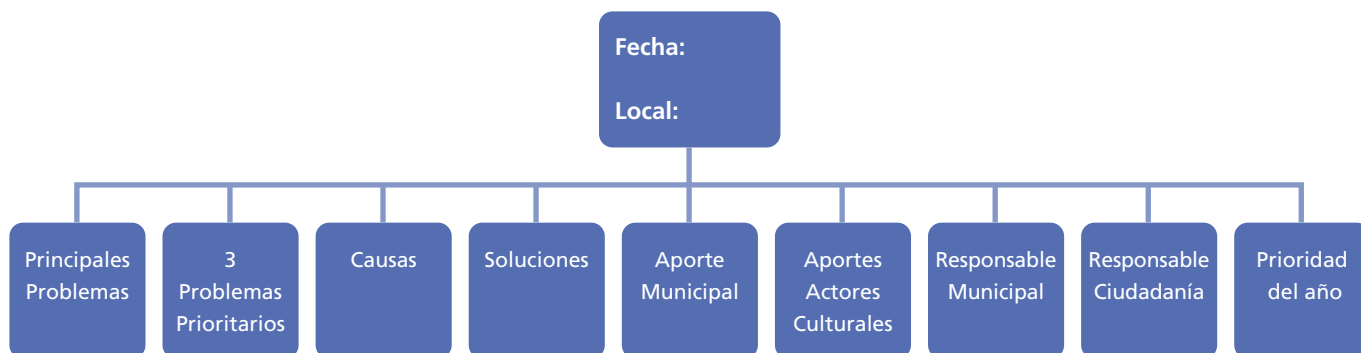 Fecha:
Local:
Principales
Problemas
3
Problemas
Prioritarios
Causas
Soluciones
Aporte
Municipal
Aportes
Actores
Culturales
Responsable
Municipal
Responsable
Ciudadanía
Prioridad
del año